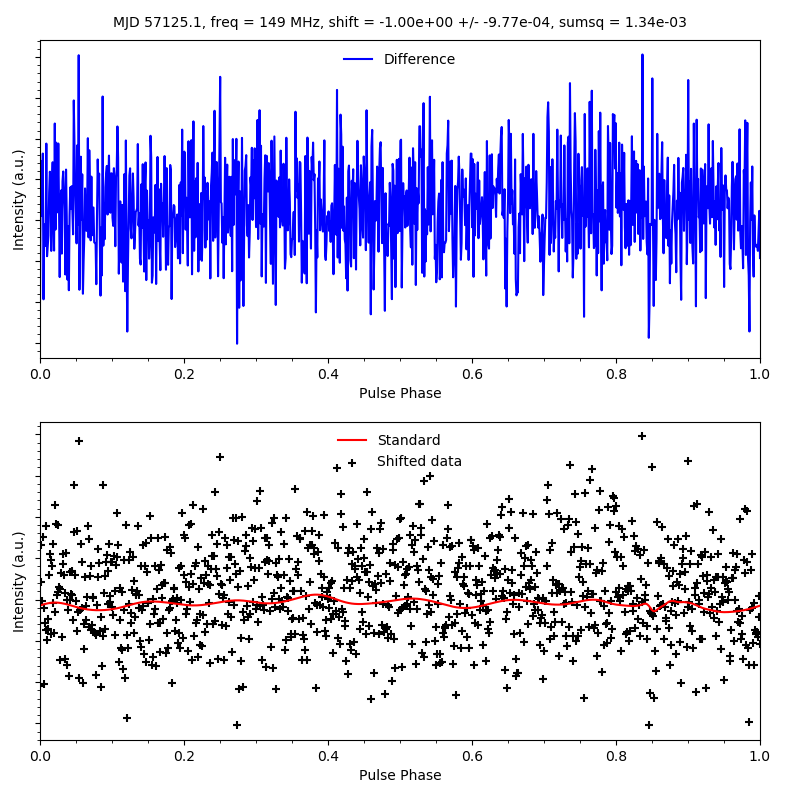 MJD 57125.1, freq = 149 MHz, shift = -1.00e+00 +/- -9.77e-04, sumsq = 1.34e-03
Difference
Intensity (a.u.)
0.0 0.2 0.4 0.6 0.8 1.0
Pulse Phase
Standard
Shifted data
Intensity (a.u.)
0.0 0.2 0.4 0.6 0.8 1.0
Pulse Phase